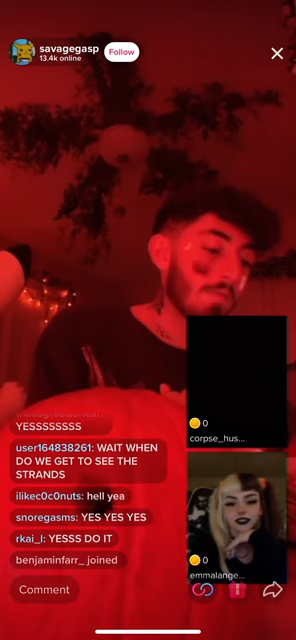 savagegasp
13.4k online
Follow
YESSSSSSSS
user164838261: WAIT WHEN
DO WE GET TO SEE THE
STRANDS
ilikec0c0nuts: hell yea
snoregasms: YES YES YES
rkai_l: YESSS DO IT
benjaminfarr_ joined
Comment
0
corpse_hus...
0
emmalange...